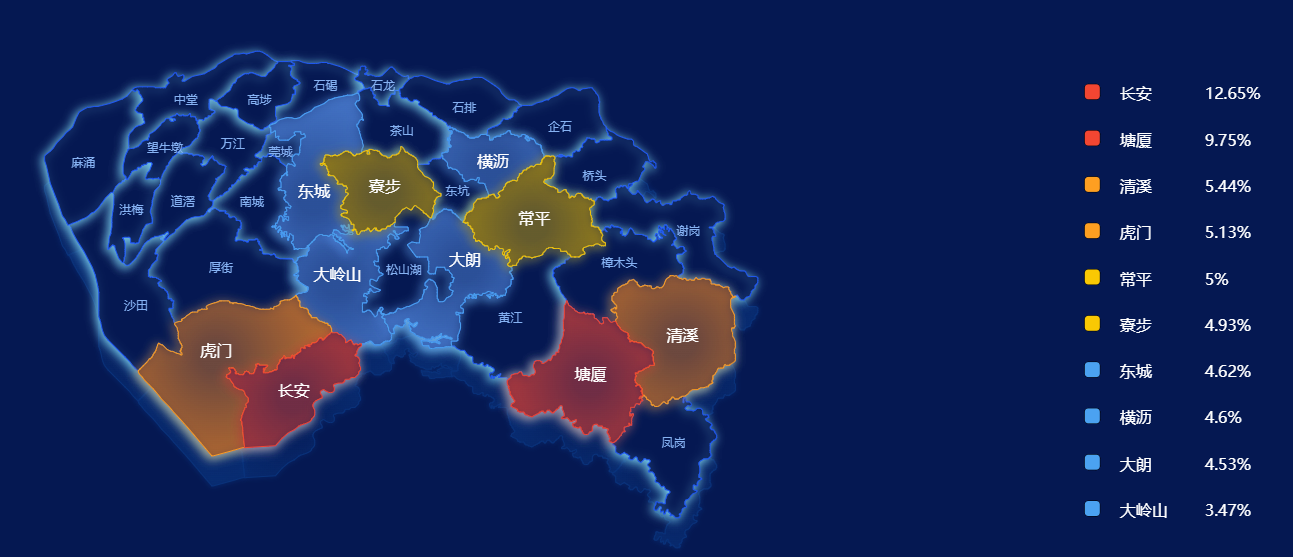 石碣
石龙
中堂
高埗
石排
企石
茶山
万江
望牛墩
莞城
麻涌
横沥
桥头
东城
寮步
东坑
道滘
南城
洪梅
常平
谢岗
厚街
大岭山
松山湖
大朗
樟木头
沙田
黄江
虎门
清溪
长安
塘厦
凤岗
长安 12.65%
塘厦 9.75%
清溪 5.44%
虎门 5.13%
常平 5%
寮步 4.93%
东城 4.62%
横沥 4.6%
大朗 4.53%
大岭山 3.47%